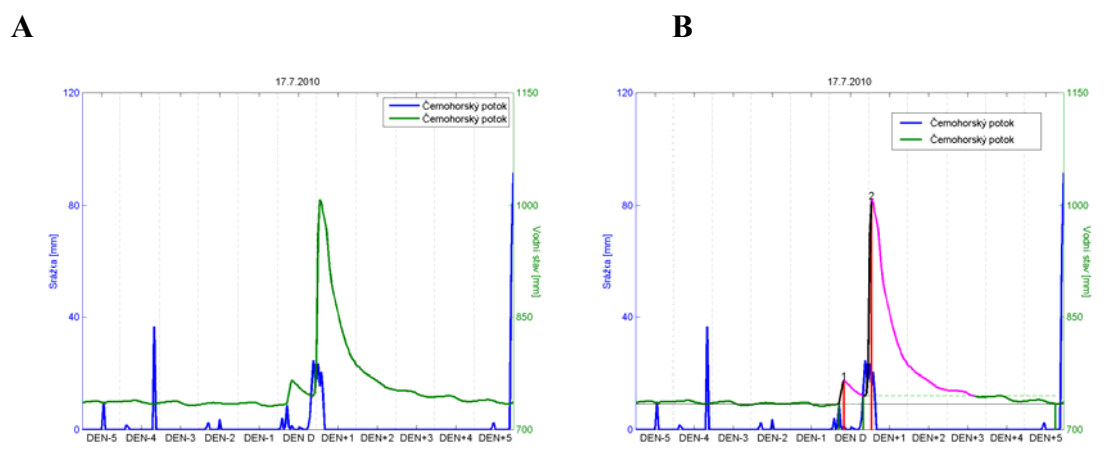 A
B
17.7.2010
120
80
40
0
Srážka [mm]
Černohorský potok
Černohorský potok
1150
1000
850
700
Vodní stav [mm]
DEN-5 DEN-4 DEN-3 DEN-2 DEN-1 DEN D DEN+1 DEN+2 DEN+3 DEN+4 DEN+5
17.7.2010
120
80
40
0
Srážka [mm]
Černohorský potok
Černohorský potok
1
2
1150
1000
850
700
Vodní stav [mm]
DEN-5 DEN-4 DEN-3 DEN-2 DEN-1 DEN D DEN+1 DEN+2 DEN+3 DEN+4 DEN+5